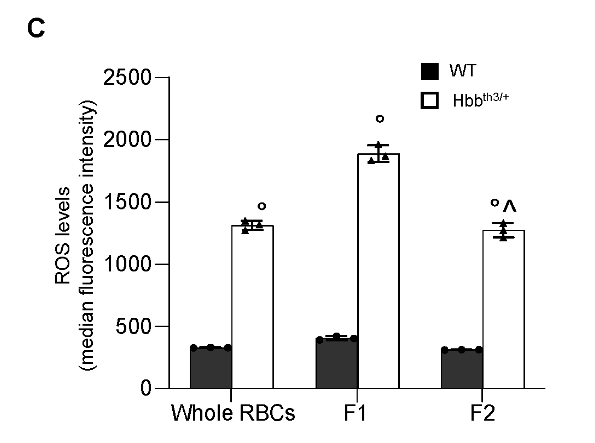 C
WT
Hbbth3/+
ROS levels
(median fluorescence intensity)
2500
2000
1500
1000
500
0
°
°
° ^
Whole RBCs
F1
F2